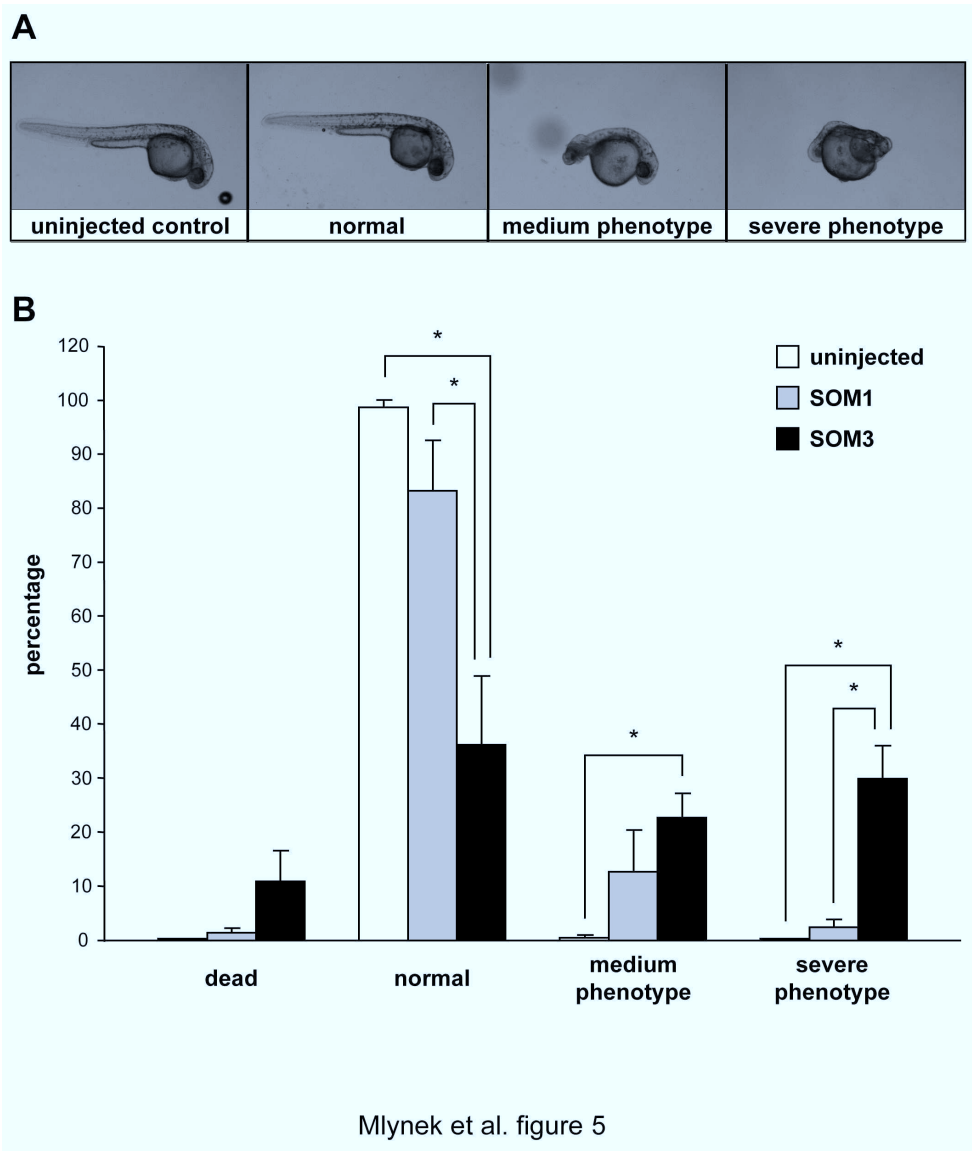 A
uninjected control
normal
medium phenotype
severe phenotype
B
120
100
90
80
70
60
50
40
30
20
10
0
percentage
*
*
*
*
*
uninjected
SOM1
SOM3
dead
normal
medium
phenotype
severe
phenotype
Mlynek et al. figure 5